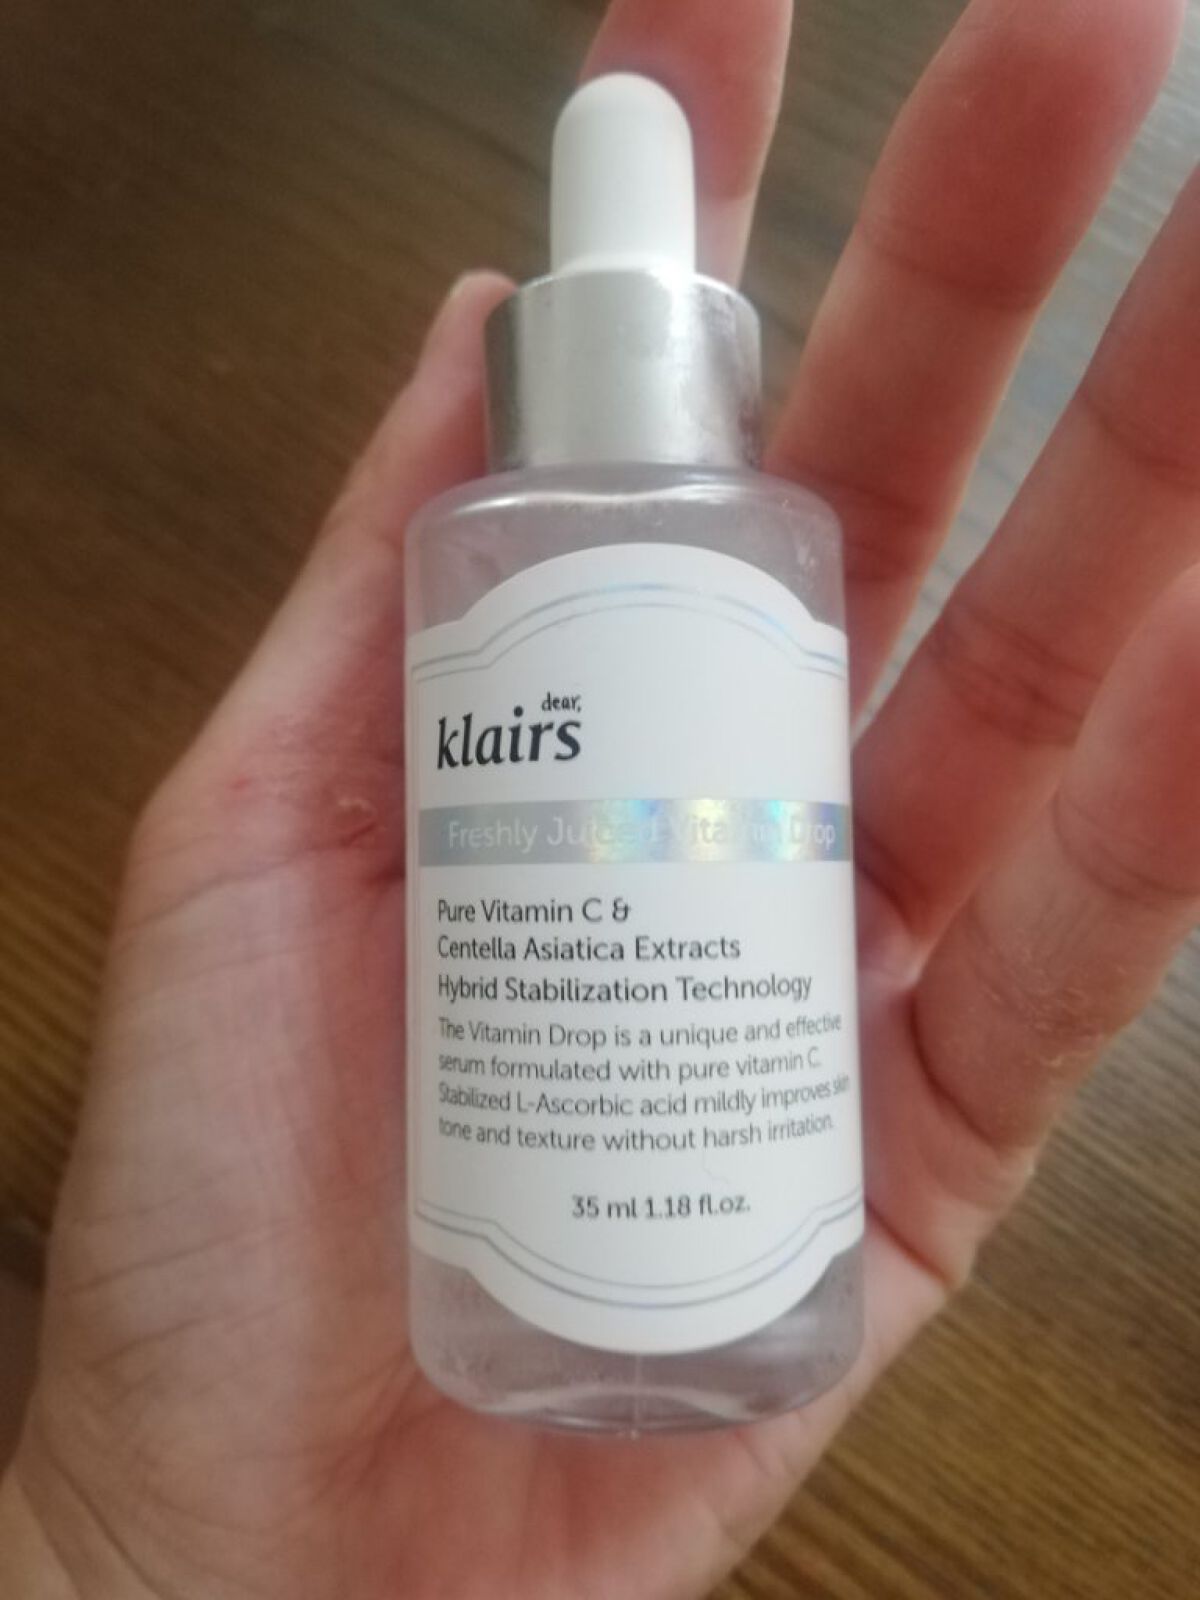 dear,
klairs
Freshly Juiced Vitamin Drop
Pure Vitamin C &
Centella Asiatica Extracts
Hybrid Stabilization Technology
The Vitamin Drop is a unique and effective
serum formulated with pure vitamin C.
Stabilized L-Ascorbic acid mildly improves skin
tone and texture without harsh irritation.
35 ml 1.18 fl.oz.